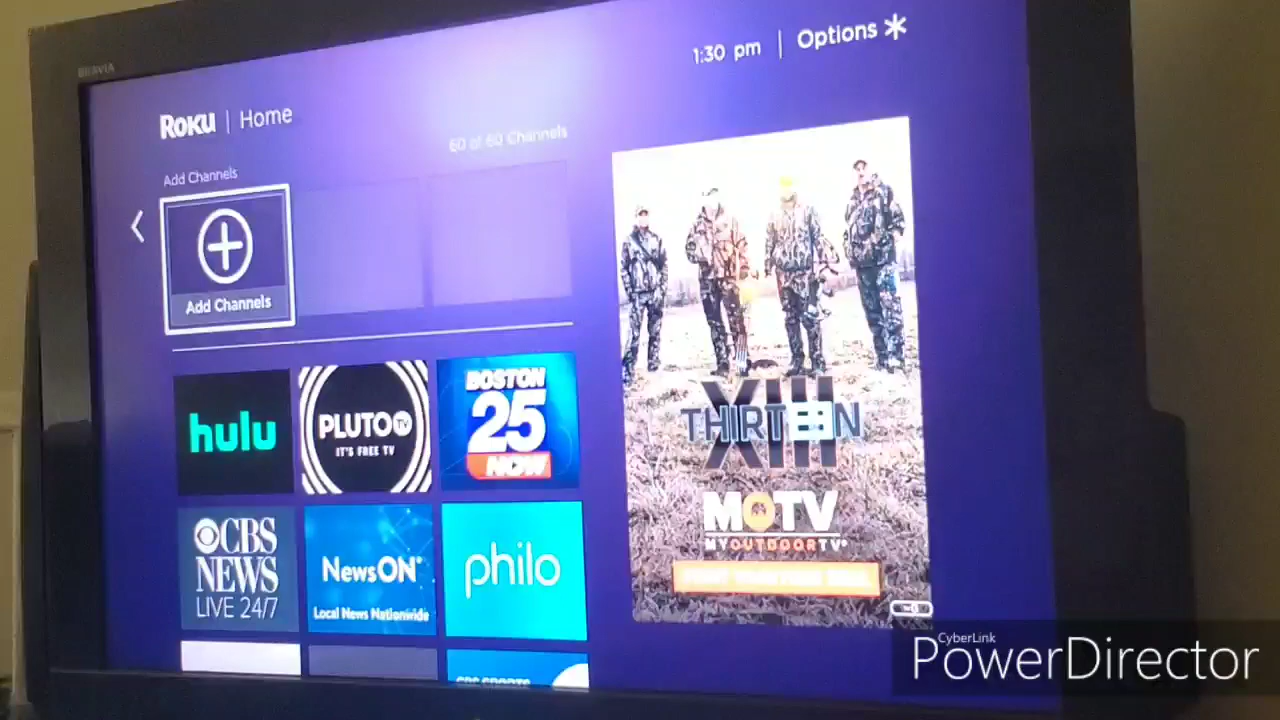 BRAVIA
1:30 pm | Options *
Roku | Home
60 of 60 Channels
Add Channels
Add Channels
hulu
PLUTO TV
IT'S FREE TV
BOSTON
25
NOW
CBS
NEWS
LIVE 24/7
NewsON
Local News Nationwide
philo
CBS SPORTS
XIII
THIRTEEN
MOTV
MYOUTDOORTV
CyberLink
PowerDirector